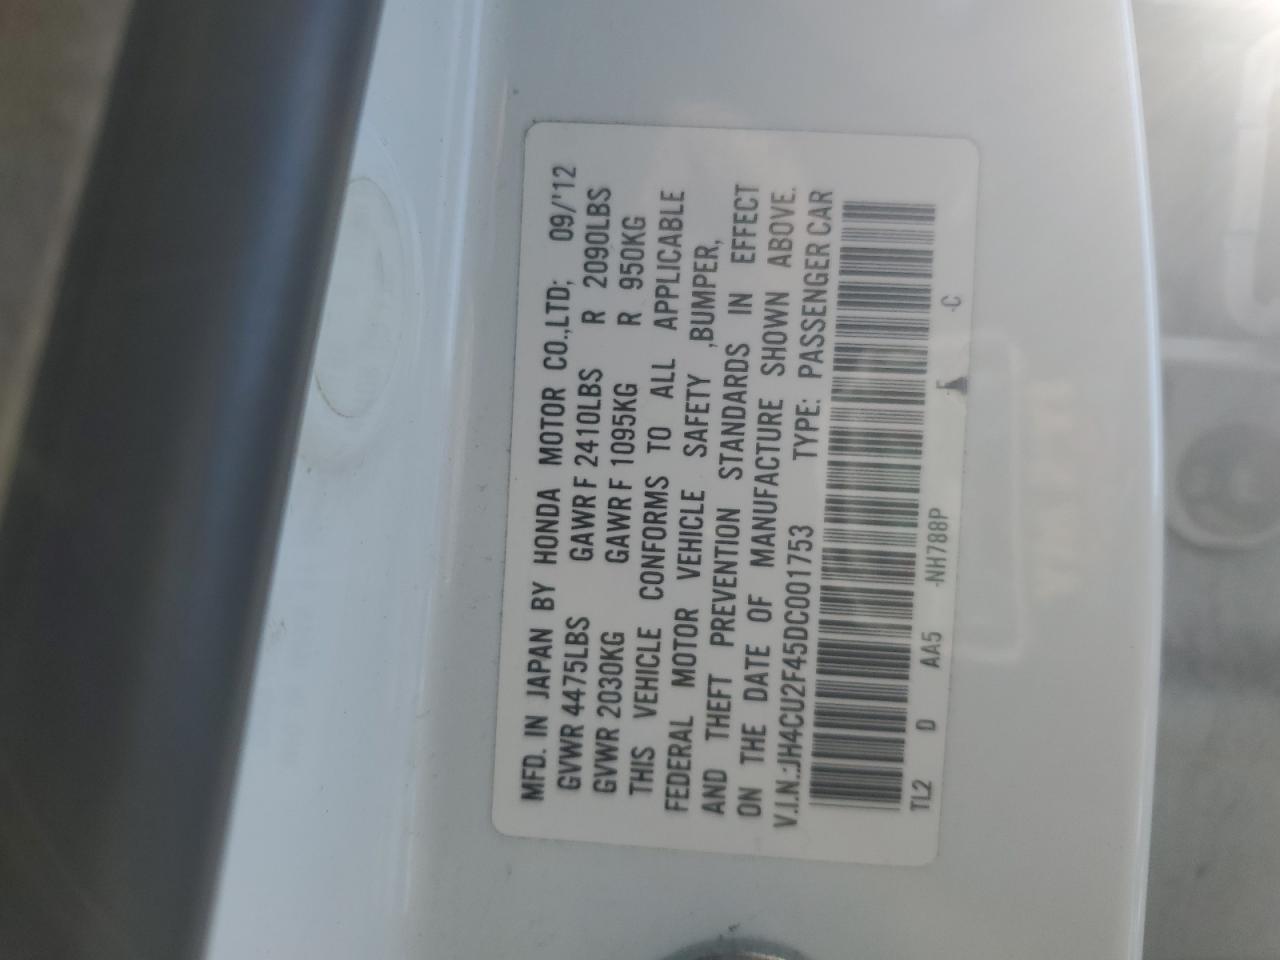 MFD. IN JAPAN BY HONDA MOTOR CO.,LTD; 09/'12
GVWR 4475LBS GAWR F 2410LBS R 2090LBS
GVWR 2030KG GAWR F 1095KG R 950KG
THIS VEHICLE CONFORMS TO ALL APPLICABLE
FEDERAL MOTOR VEHICLE SAFETY ,BUMPER,
AND THEFT PREVENTION STANDARDS IN EFFECT
ON THE DATE OF MANUFACTURE SHOWN ABOVE.
V.I.N.:JH4CU2F45DC001753 TYPE: PASSENGER CAR
TL2 D AA5 -NH788P -C